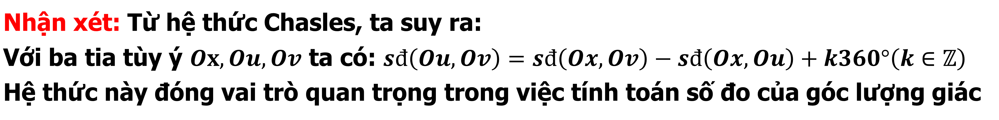 Nhận xét: Từ hệ thức Chasles, ta suy ra:
Với ba tia tùy ý Ox, Ou, Ov ta có: sđ(Ou, Ov) = sđ(Ox, Ov) − sđ(Ox, Ou) + k360°(k ∈ ℤ)
Hệ thức này đóng vai trò quan trọng trong việc tính toán số đo của góc lượng giác